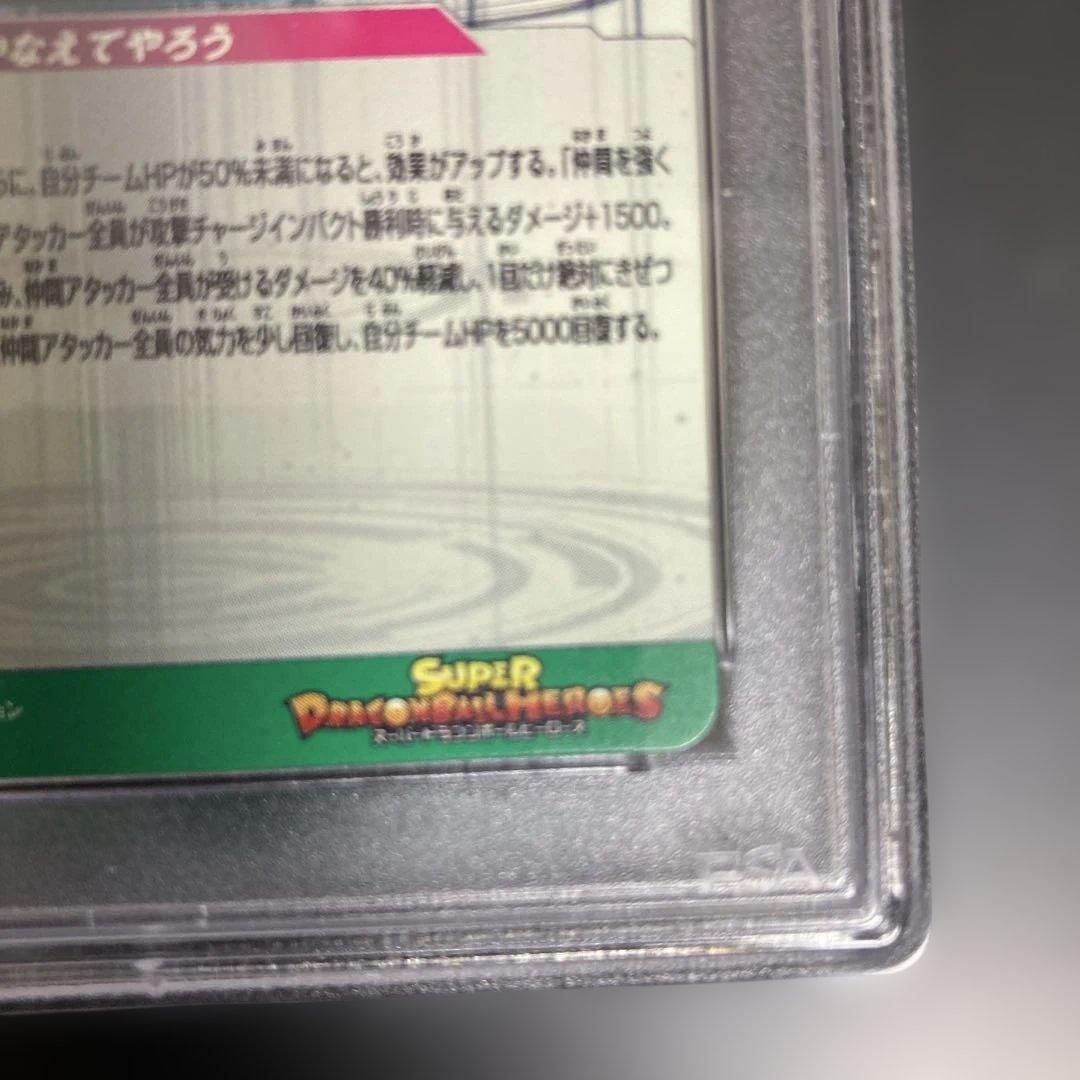 かなえてやろう
らに、自分チームHPが50%未満になると、効果がアップする。「仲間を強く
アタッカー全員が攻撃チャージインパクト勝利時に与えるダメージ+1500。
み、仲間アタッカー全員が受けるダメージを40%軽減し、1回だけ絶対にきぜつ
仲間アタッカー全員の気力を少し回復し、自分チームHPを5000回復する。
SUPER
DRAGONBALL HEROES
スーパードラゴンボールヒーローズ
ョン